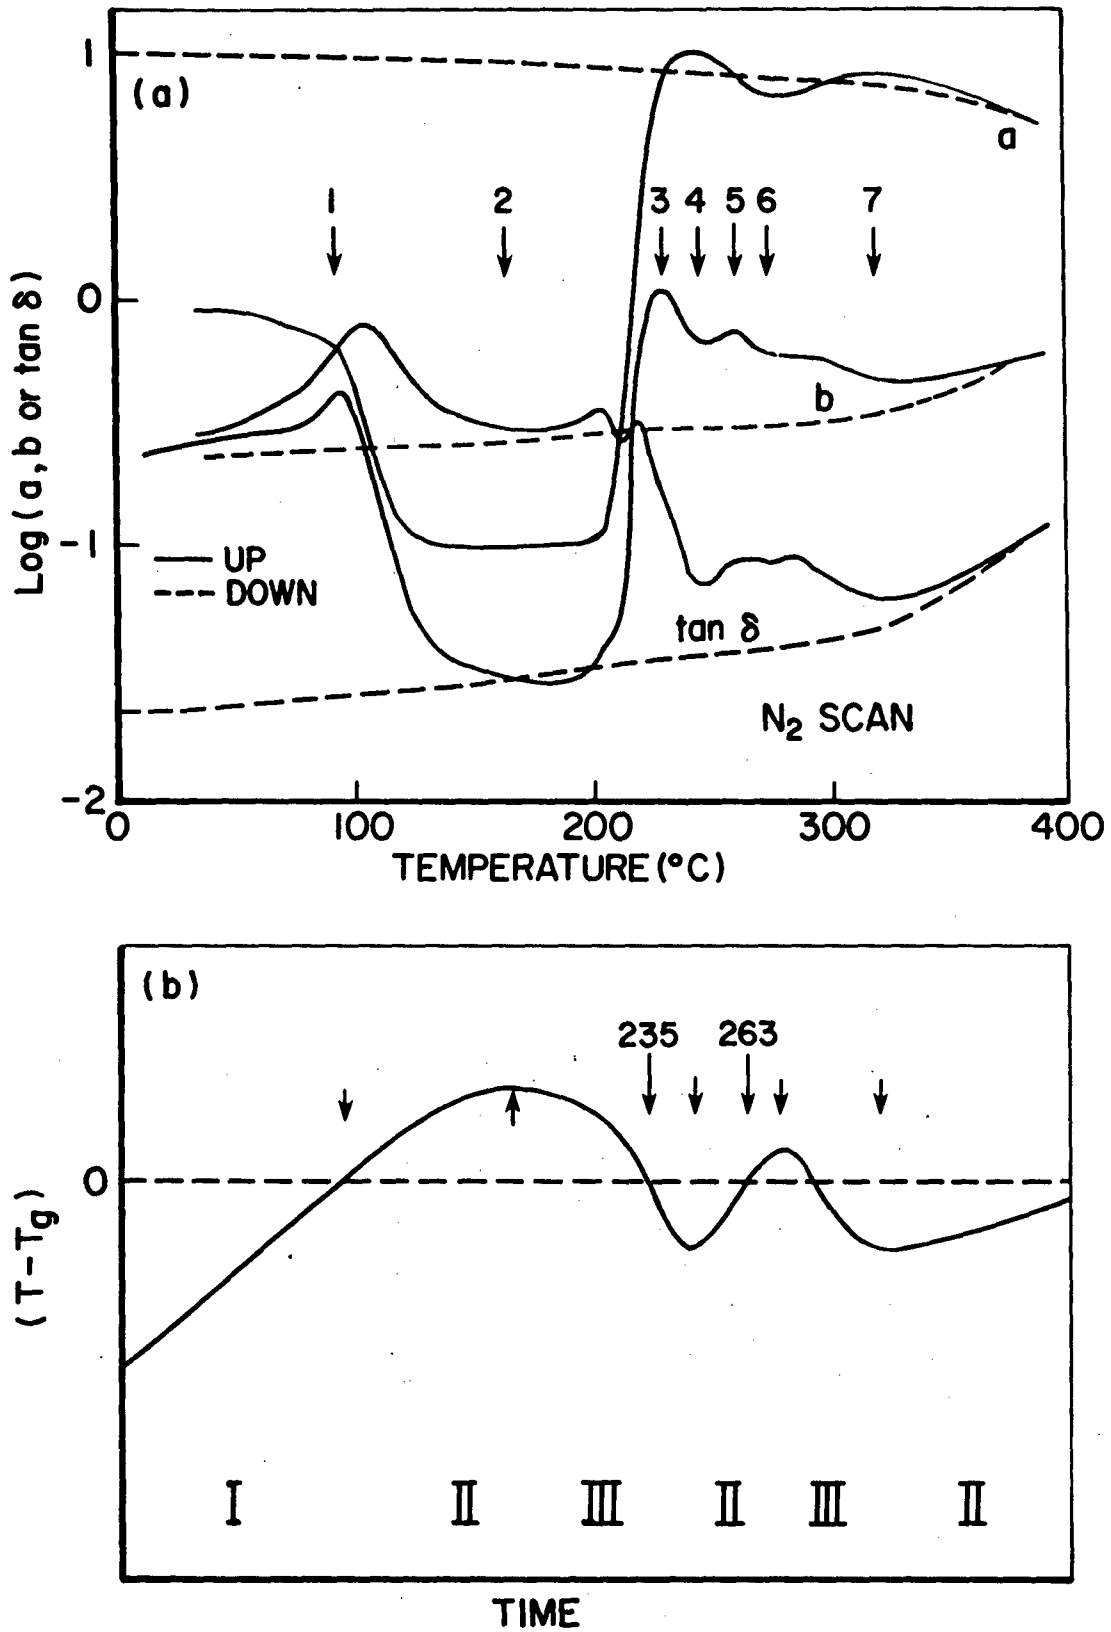 1
(a)
a
1 2 3 4 5 6 7
0
Log (a, b or tan δ)
b
-1
UP
DOWN
tan δ
N₂ SCAN
-2
0 100 200 300 400
TEMPERATURE (°C)
(b)
235 263
0
(T-Tg)
I II III II III II
TIME